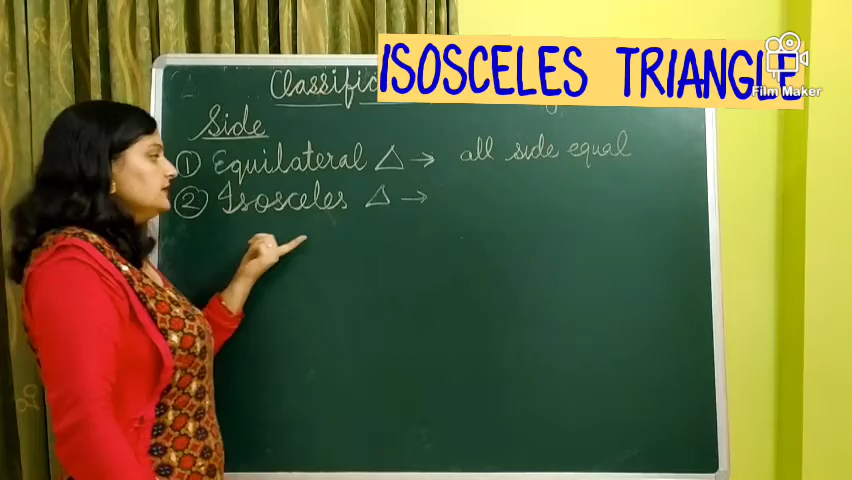 ISOSCELES TRIANGLE
Film Maker
Classific
Side
① Equilateral △ → all side equal
② Isosceles △ →